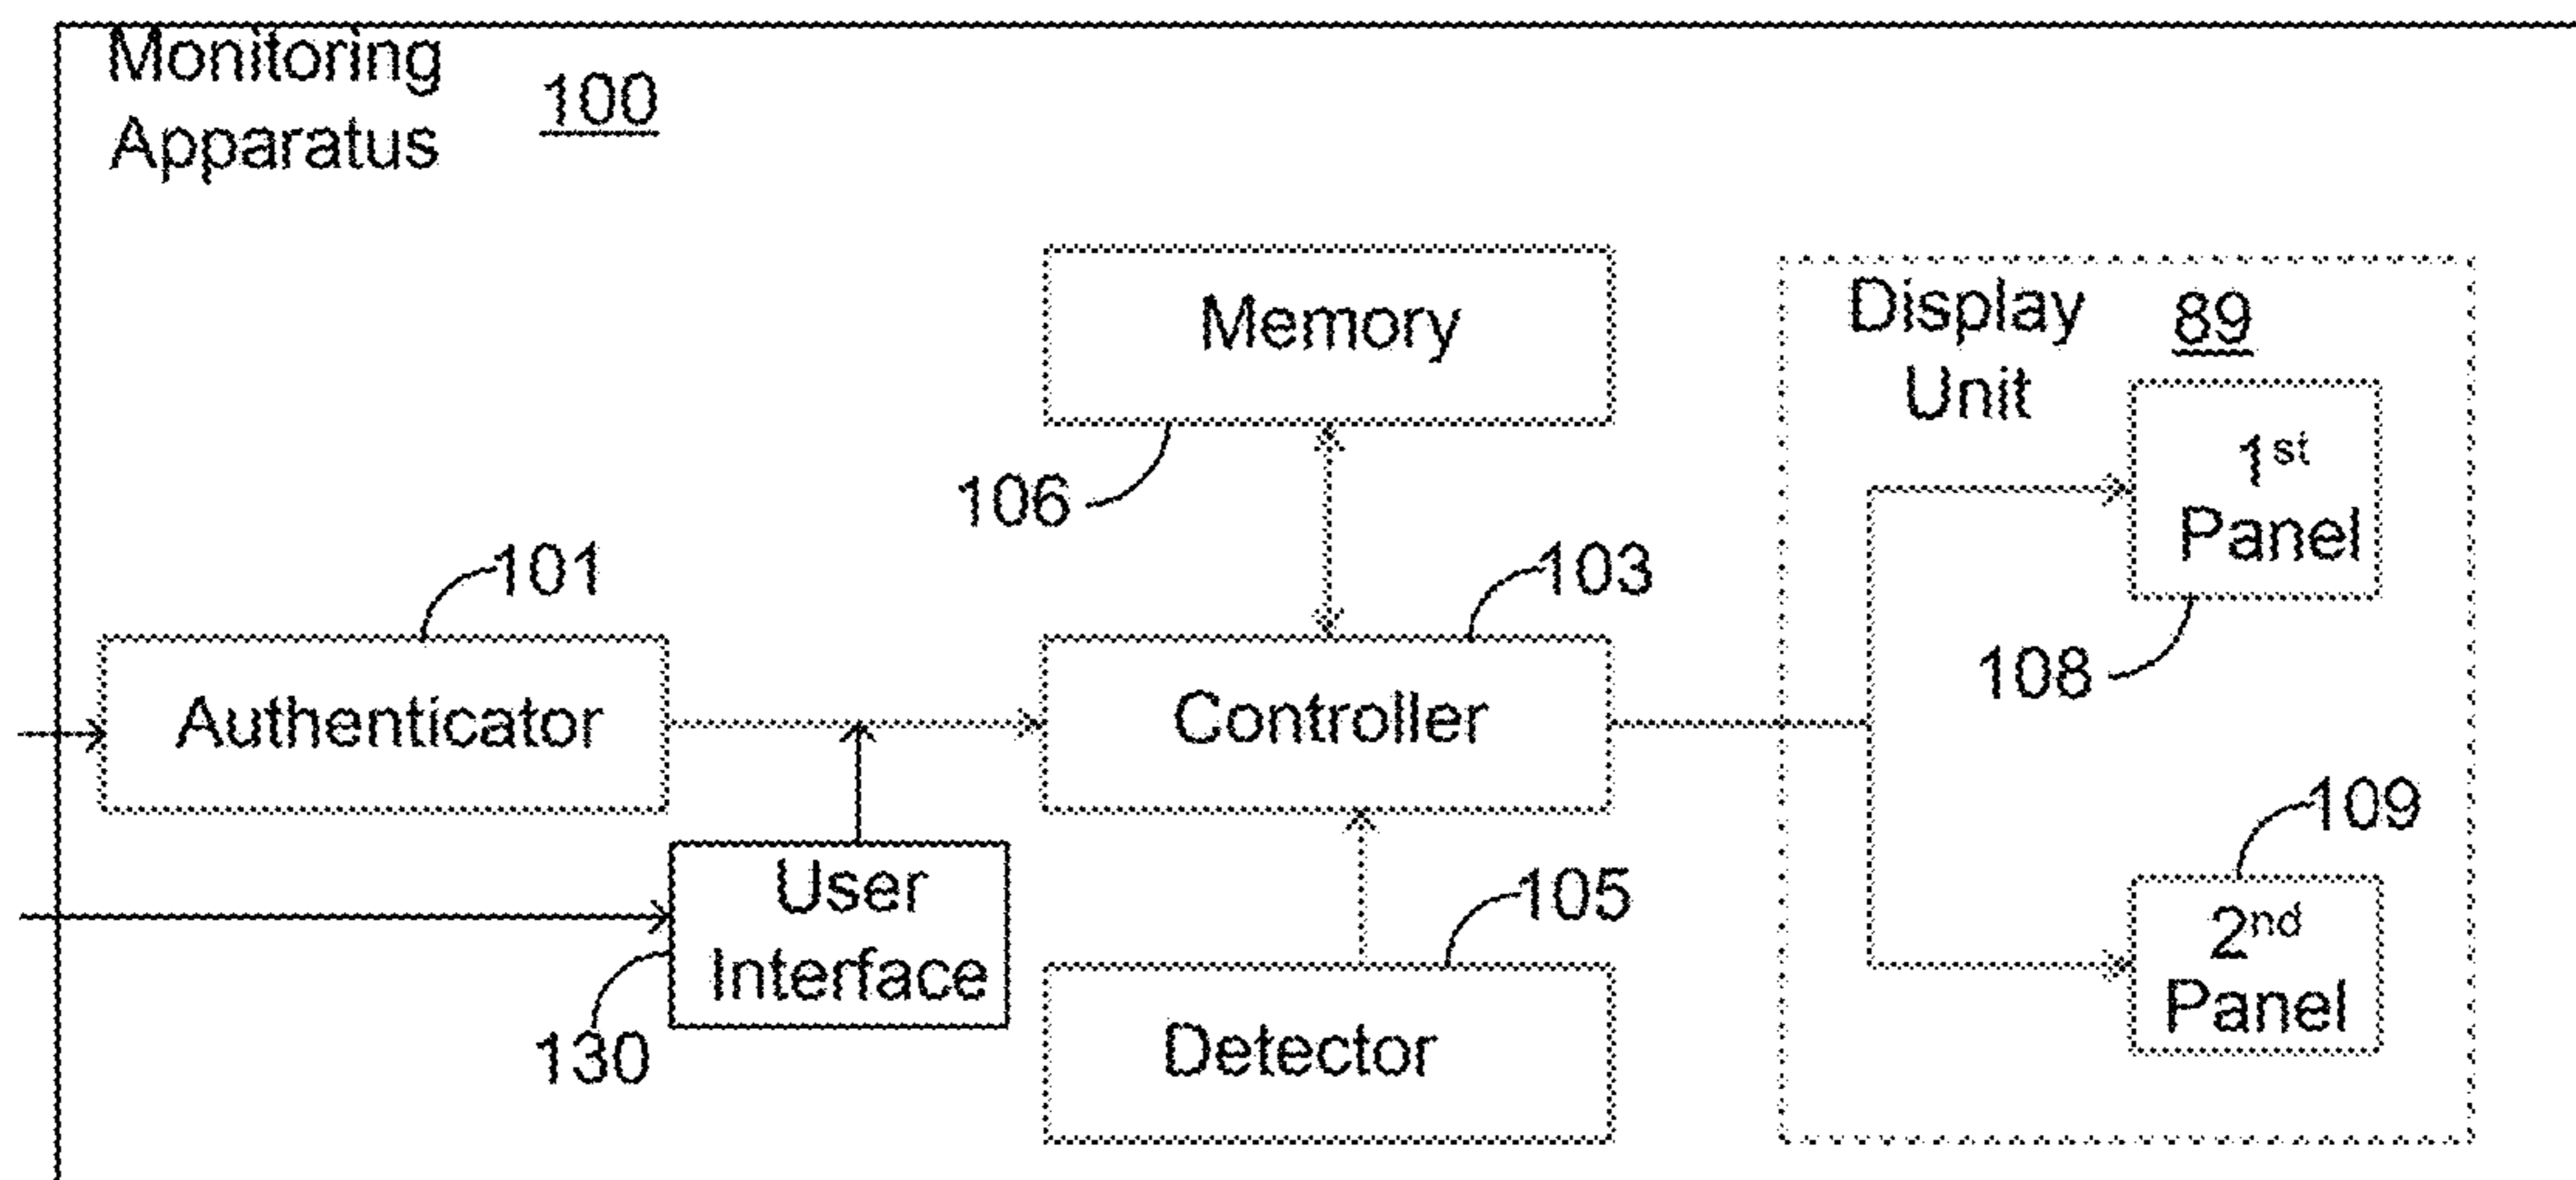 Monitoring
Apparatus
100
Memory
106
Display
Unit
89
1st
Panel
108
101
103
Authenticator
Controller
109
2nd
Panel
User
Interface
130
105
Detector